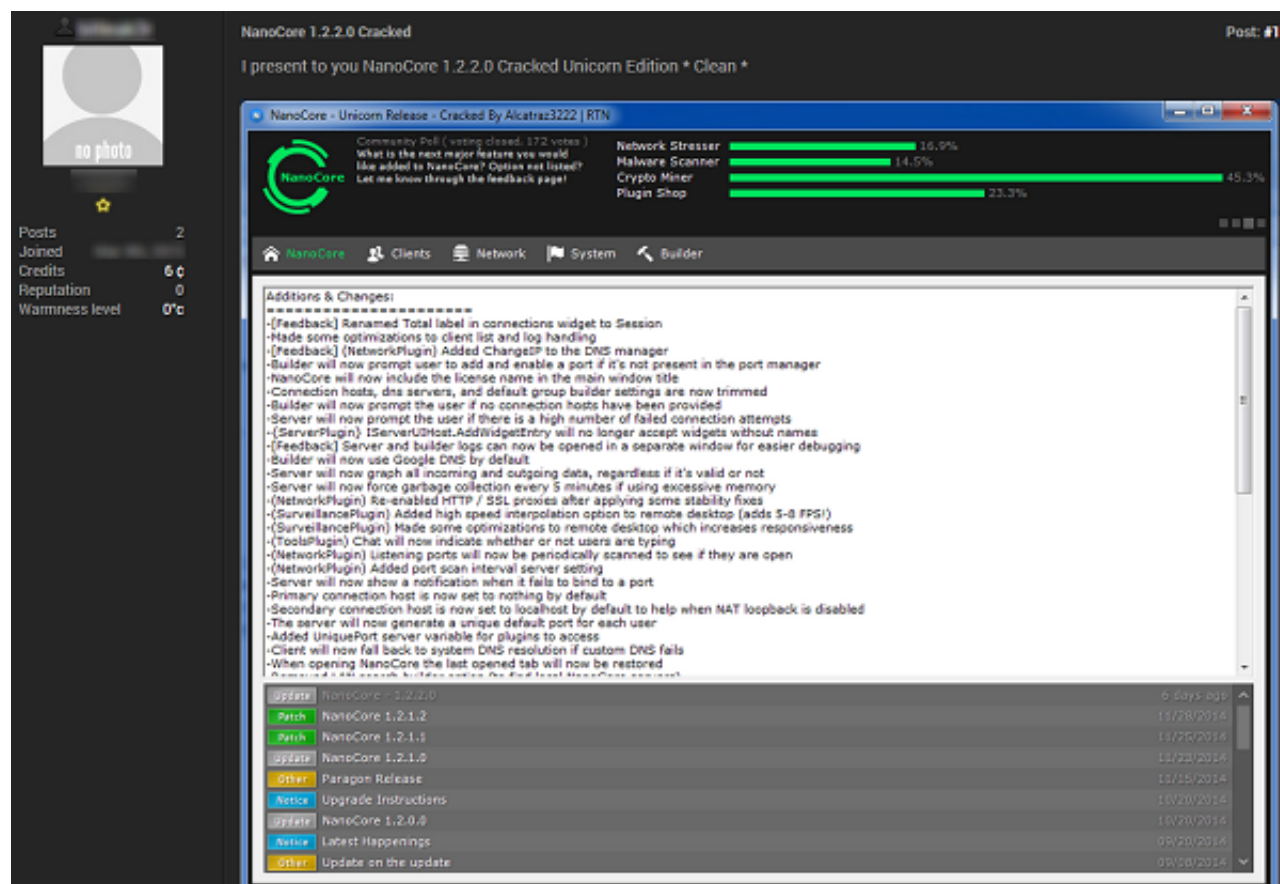 NanoCore 1.2.2.0 Cracked
Post: #1
I present to you NanoCore 1.2.2.0 Cracked Unicorn Edition * Clean *
no photo
Posts 2
Joined
Credits 6 ¢
Reputation 0
Warmness level 0°c
NanoCore - Unicorn Release - Cracked By Alcatraz3222 | RTN
NanoCore
Community Poll ( voting closed, 172 votes )
What is the next major feature you would
like added to NanoCore? Option not listed?
Let me know through the feedback page!
Network Stresser 16.9%
Malware Scanner 14.5%
Crypto Miner 45.3%
Plugin Shop 23.3%
NanoCore Clients Network System Builder
Additions & Changes:
=======================
-[Feedback] Renamed Total label in connections widget to Session
-Made some optimizations to client list and log handling
-[Feedback] (NetworkPlugin) Added ChangeIP to the DNS manager
-Builder will now prompt user to add and enable a port if it's not present in the port manager
-NanoCore will now include the license name in the main window title
-Connection hosts, dns servers, and default group builder settings are now trimmed
-Builder will now prompt the user if no connection hosts have been provided
-Server will now prompt the user if there is a high number of failed connection attempts
-(ServerPlugin) IServerUIHost.AddWidgetEntry will no longer accept widgets without names
-[Feedback] Server and builder logs can now be opened in a separate window for easier debugging
-Builder will now use Google DNS by default
-Server will now graph all incoming and outgoing data, regardless if it's valid or not
-Server will now force garbage collection every 5 minutes if using excessive memory
-(NetworkPlugin) Re-enabled HTTP / SSL proxies after applying some stability fixes
-(SurveillancePlugin) Added high speed interpolation option to remote desktop (adds 5-8 FPS!)
-(SurveillancePlugin) Made some optimizations to remote desktop which increases responsiveness
-(ToolsPlugin) Chat will now indicate whether or not users are typing
-(NetworkPlugin) Listening ports will now be periodically scanned to see if they are open
-(NetworkPlugin) Added port scan interval server setting
-Server will now show a notification when it fails to bind to a port
-Primary connection host is now set to nothing by default
-Secondary connection host is now set to localhost by default to help when NAT loopback is disabled
-The server will now generate a unique default port for each user
-Added UniquePort server variable for plugins to access
-Client will now fall back to system DNS resolution if custom DNS fails
-When opening NanoCore the last opened tab will now be restored
Update NanoCore - 1.2.2.0 6 days ago
Patch NanoCore 1.2.1.2 11/28/2014
Patch NanoCore 1.2.1.1 11/25/2014
Update NanoCore 1.2.1.0 11/23/2014
Other Paragon Release 11/15/2014
Notice Upgrade Instructions 10/20/2014
Update NanoCore 1.2.0.0 10/20/2014
Notice Latest Happenings 09/20/2014
Other Update on the update 09/08/2014